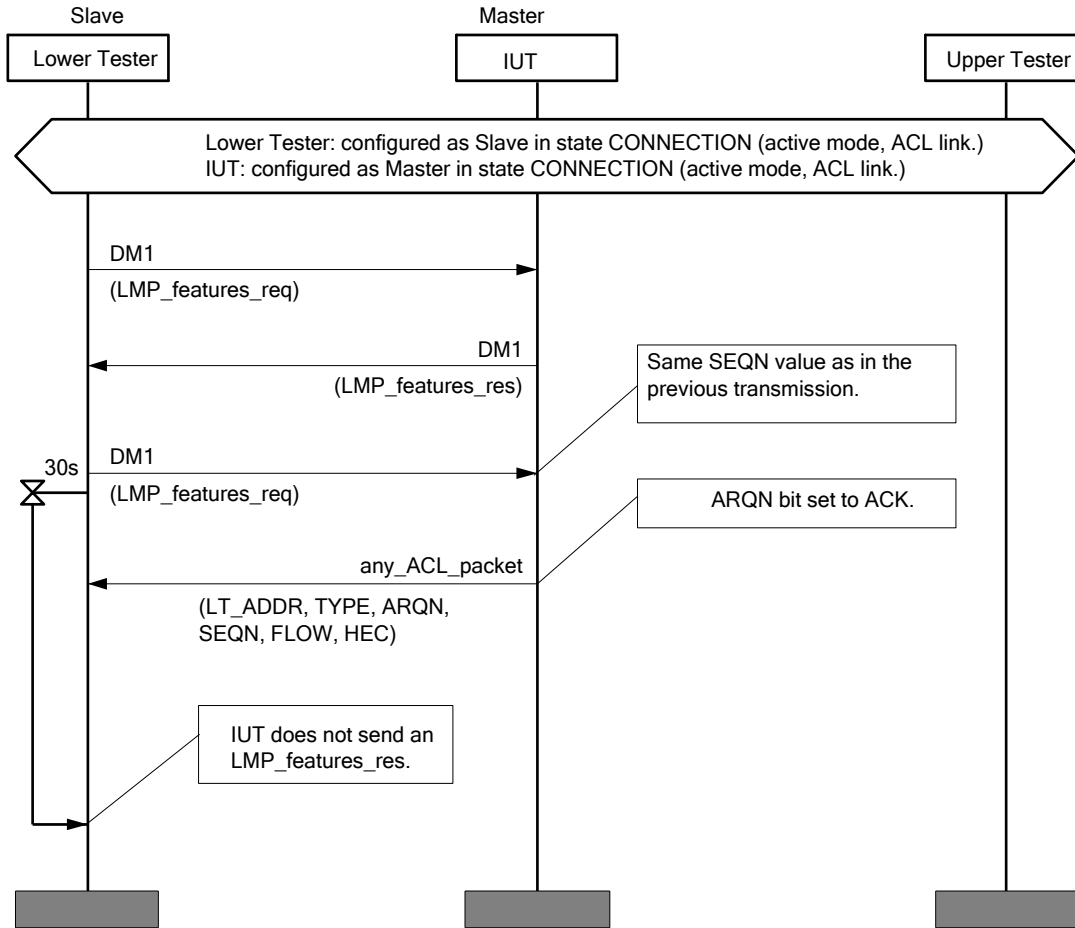 Slave
Master
Lower Tester
IUT
Upper Tester
Lower Tester: configured as Slave in state CONNECTION (active mode, ACL link.)
IUT: configured as Master in state CONNECTION (active mode, ACL link.)
DM1
(LMP_features_req)
DM1
(LMP_features_res)
Same SEQN value as in the
previous transmission.
30s
DM1
(LMP_features_req)
ARQN bit set to ACK.
any_ACL_packet
(LT_ADDR, TYPE, ARQN,
SEQN, FLOW, HEC)
IUT does not send an
LMP_features_res.